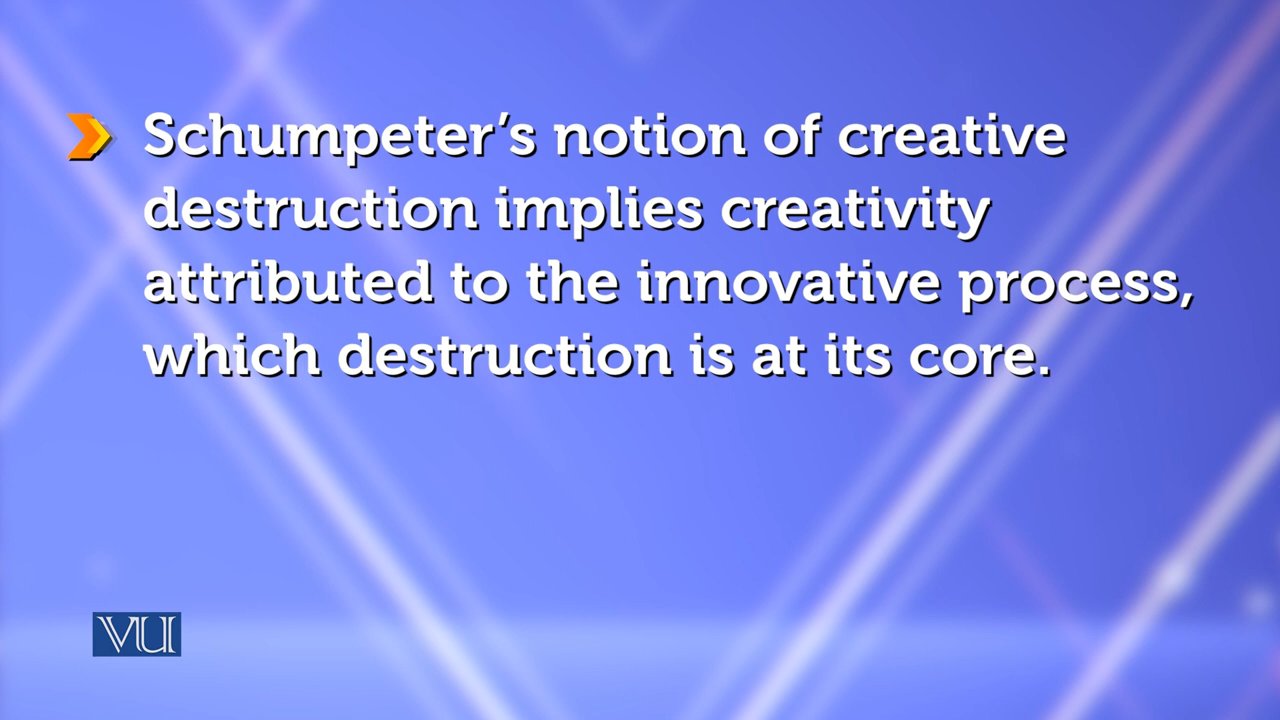 Schumpeter’s notion of creative
destruction implies creativity
attributed to the innovative process,
which destruction is at its core.
VU